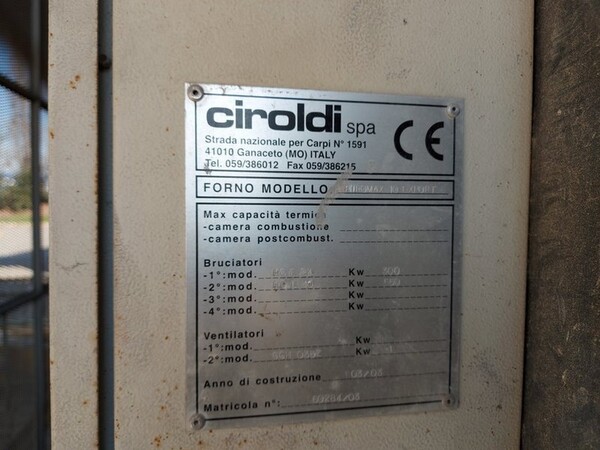 ciroldi spa
CE
Strada nazionale per Carpi N° 1591
41010 Ganaceto (MO) ITALY
Tel. 059/386012 Fax 059/386215
FORNO MODELLO
Max capacità termica
-camera combustione
-camera postcombust.
Bruciatori
-1°:mod. Kw
-2°:mod. Kw
-3°:mod. Kw
-4°:mod. Kw
Ventilatori
-1°:mod. Kw
-2°:mod. Kw
Anno di costruzione
Matricola n°: